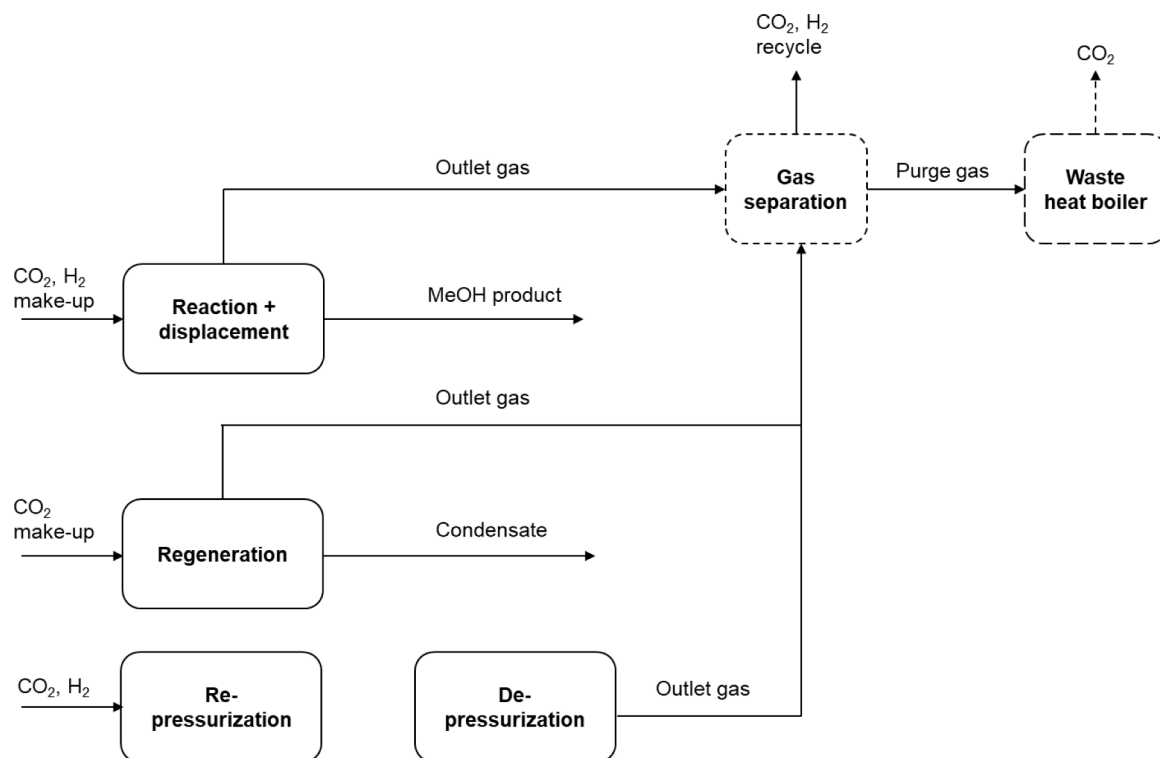 CO₂, H₂
recycle
CO₂
Outlet gas
Gas
separation
Purge gas
Waste
heat boiler
CO₂, H₂
make-up
Reaction +
displacement
MeOH product
Outlet gas
CO₂
make-up
Regeneration
Condensate
CO₂, H₂
Re-
pressurization
De-
pressurization
Outlet gas